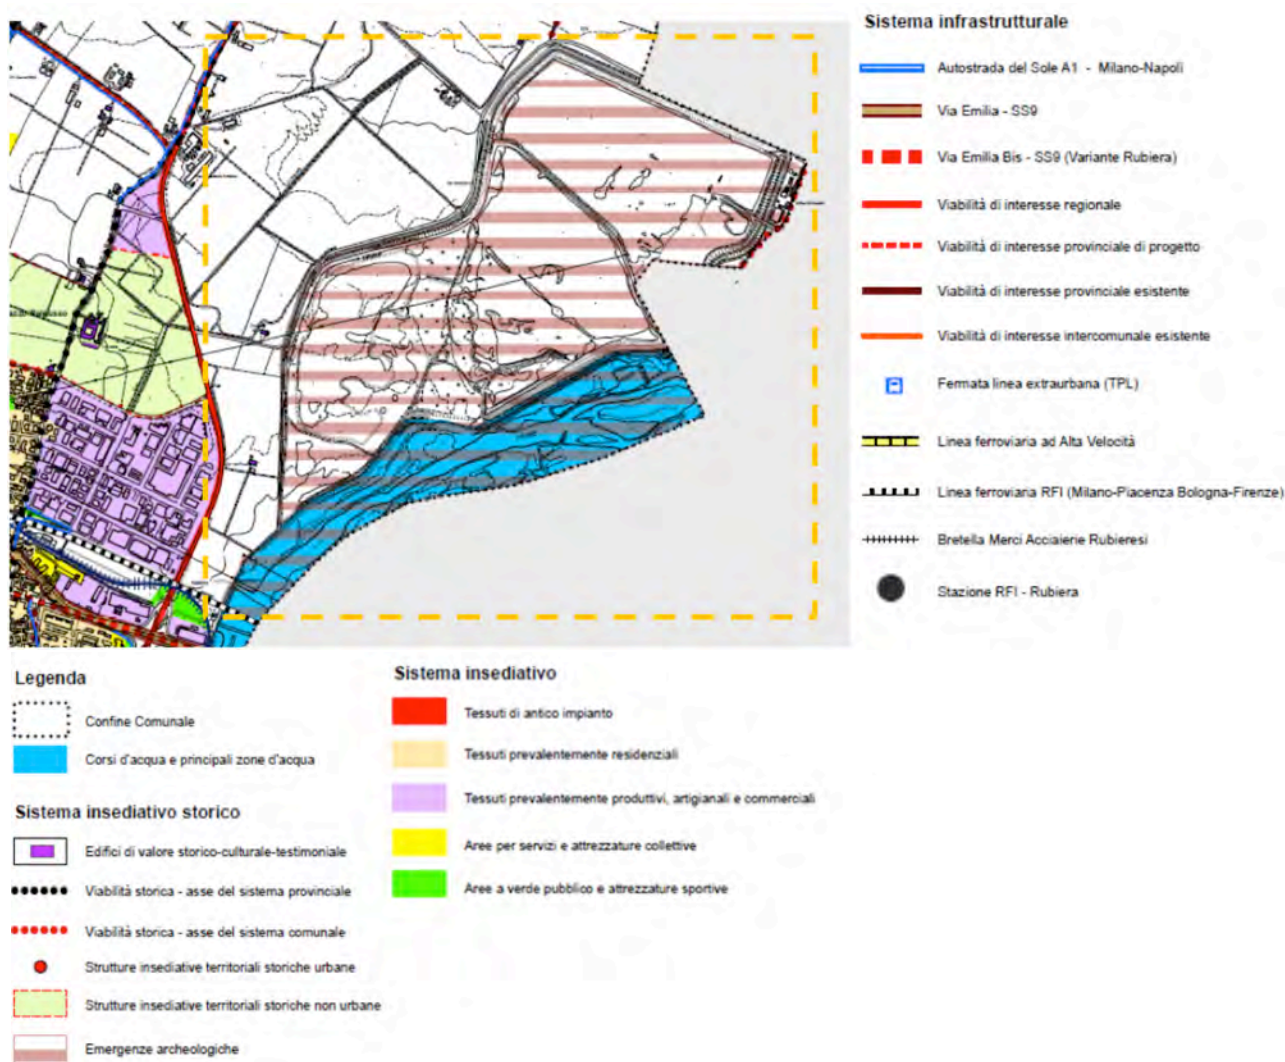 Sistema infrastrutturale
Autostrada del Sole A1 - Milano-Napoli
Via Emilia - SS9
Via Emilia Bis - SS9 (Variante Rubiera)
Viabilità di interesse regionale
Viabilità di interesse provinciale di progetto
Viabilità di interesse provinciale esistente
Viabilità di interesse intercomunale esistente
Fermata linea extraurbana (TPL)
Linea ferroviaria ad Alta Velocità
Linea ferroviaria RFI (Milano-Piacenza Bologna-Firenze)
Bretella Merci Acciaierie Rubieresi
Stazione RFI - Rubiera
Legenda
Confine Comunale
Corsi d'acqua e principali zone d'acqua
Sistema insediativo storico
Edifici di valore storico-culturale-testimoniale
Viabilità storica - asse del sistema provinciale
Viabilità storica - asse del sistema comunale
Strutture insediative territoriali storiche urbane
Strutture insediative territoriali storiche non urbane
Emergenze archeologiche
Sistema insediativo
Tessuti di antico impianto
Tessuti prevalentemente residenziali
Tessuti prevalentemente produttivi, artigianali e commerciali
Aree per servizi e attrezzature collettive
Aree a verde pubblico e attrezzature sportive